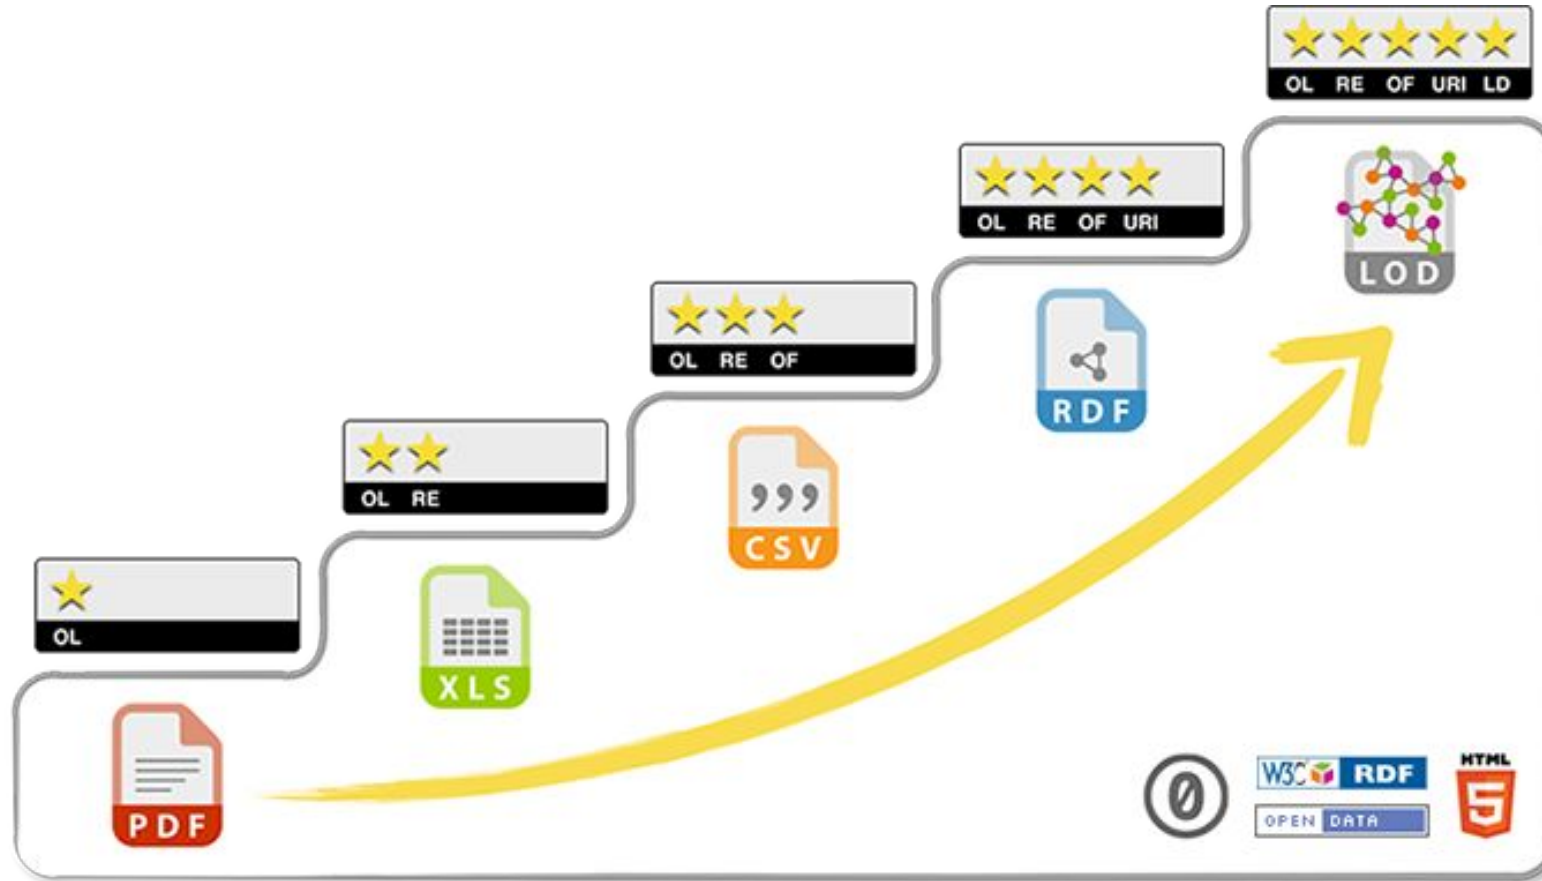 OL RE OF URI LD
LOD
OL RE OF URI
RDF
OL RE OF
CSV
OL RE
XLS
OL
PDF
0
W3C RDF
OPEN DATA
HTML
5